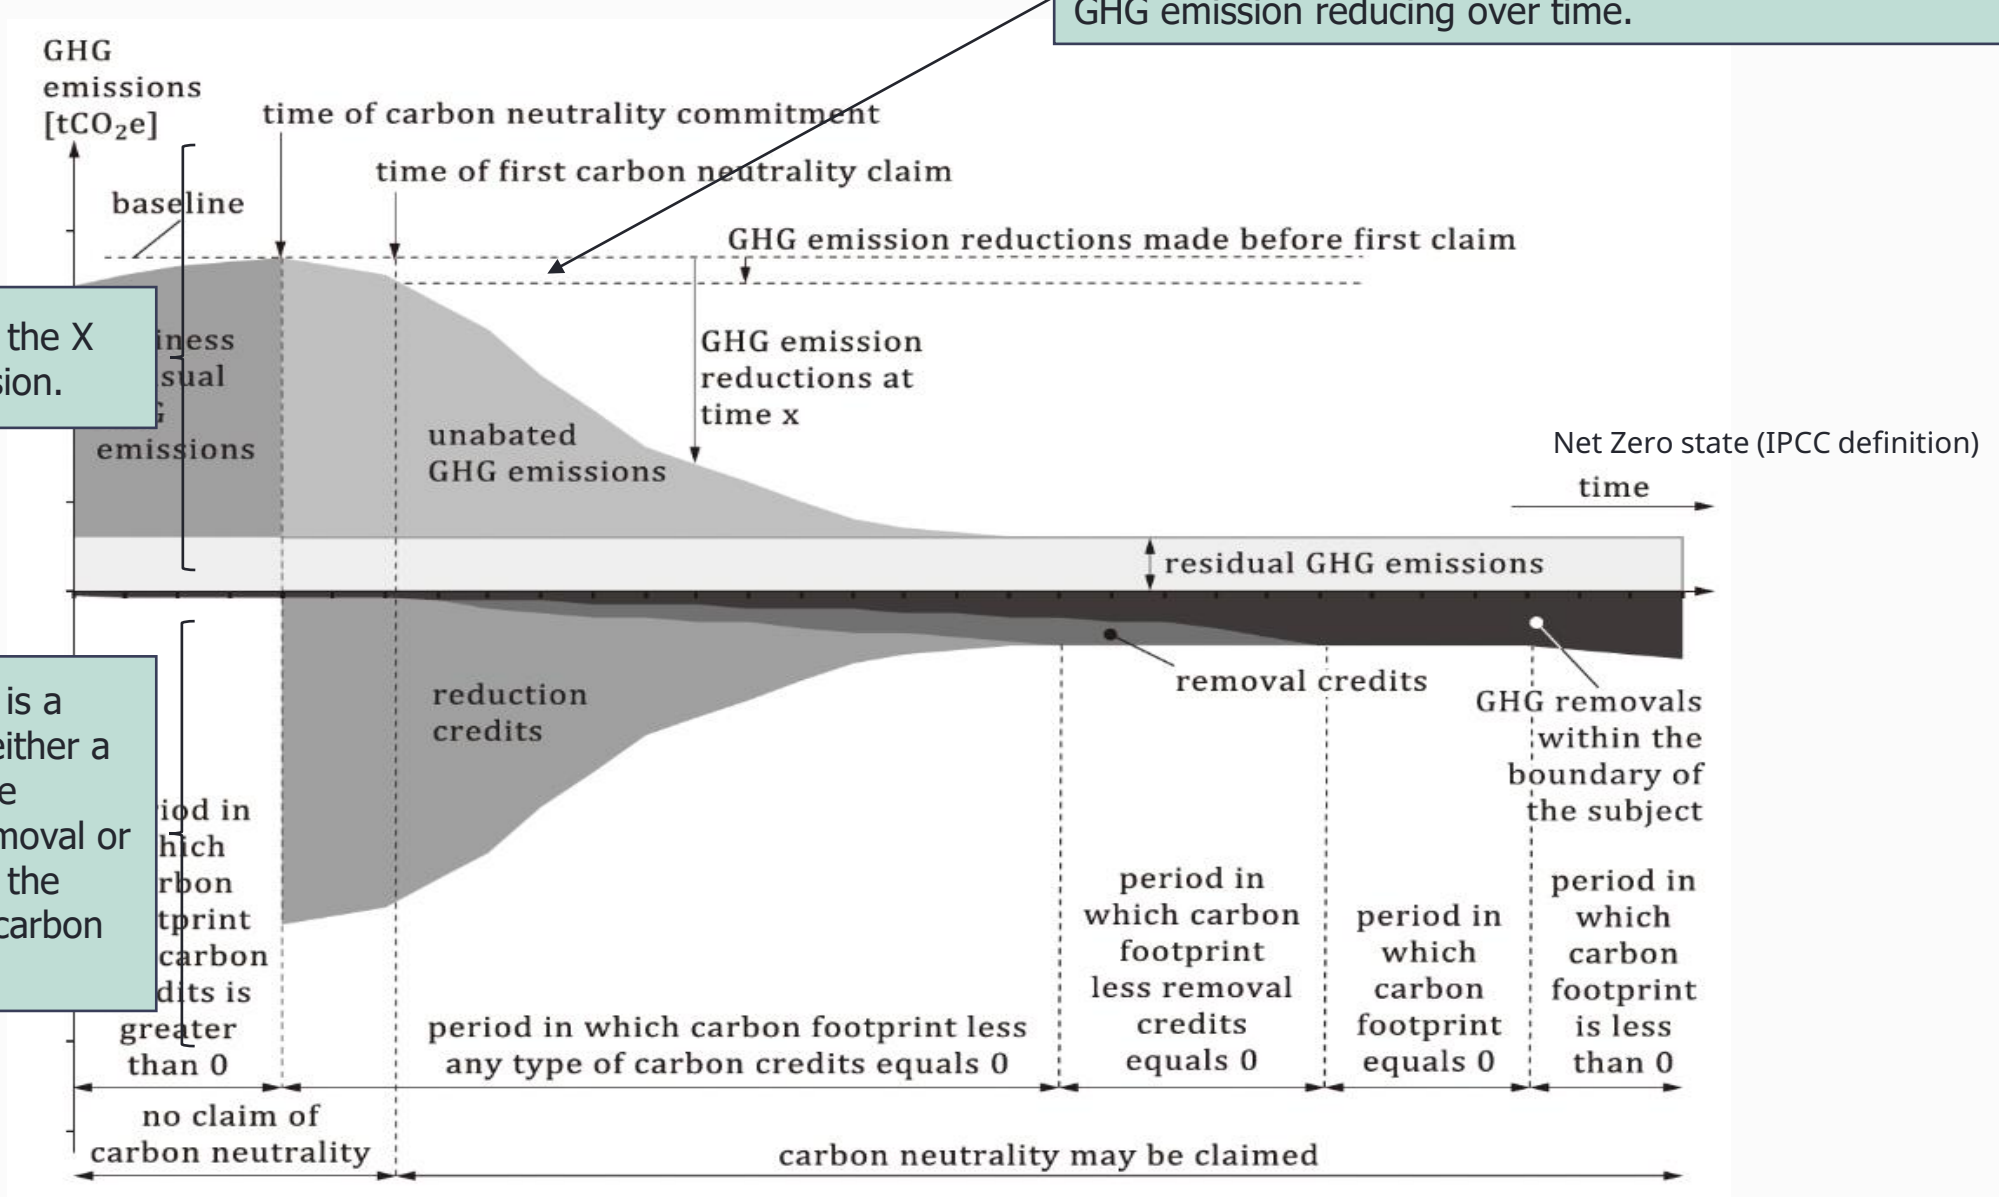 GHG emission reducing over time.
GHG
emissions
[tCO₂e]
time of carbon neutrality commitment
time of first carbon neutrality claim
baseline
GHG emission reductions made before first claim
the X
sion.
iness
sual
G
emissions
GHG emission
reductions at
time x
unabated
GHG emissions
Net Zero state (IPCC definition)
time
residual GHG emissions
is a
either a
e
moval or
the
carbon
reduction
credits
removal credits
GHG removals
within the
boundary of
the subject
iod in
hich
rbon
tprint
carbon
dits is
greater
than 0
period in which carbon footprint less
any type of carbon credits equals 0
period in
which carbon
footprint
less removal
credits
equals 0
period in
which
carbon
footprint
equals 0
period in
which
carbon
footprint
is less
than 0
no claim of
carbon neutrality
carbon neutrality may be claimed